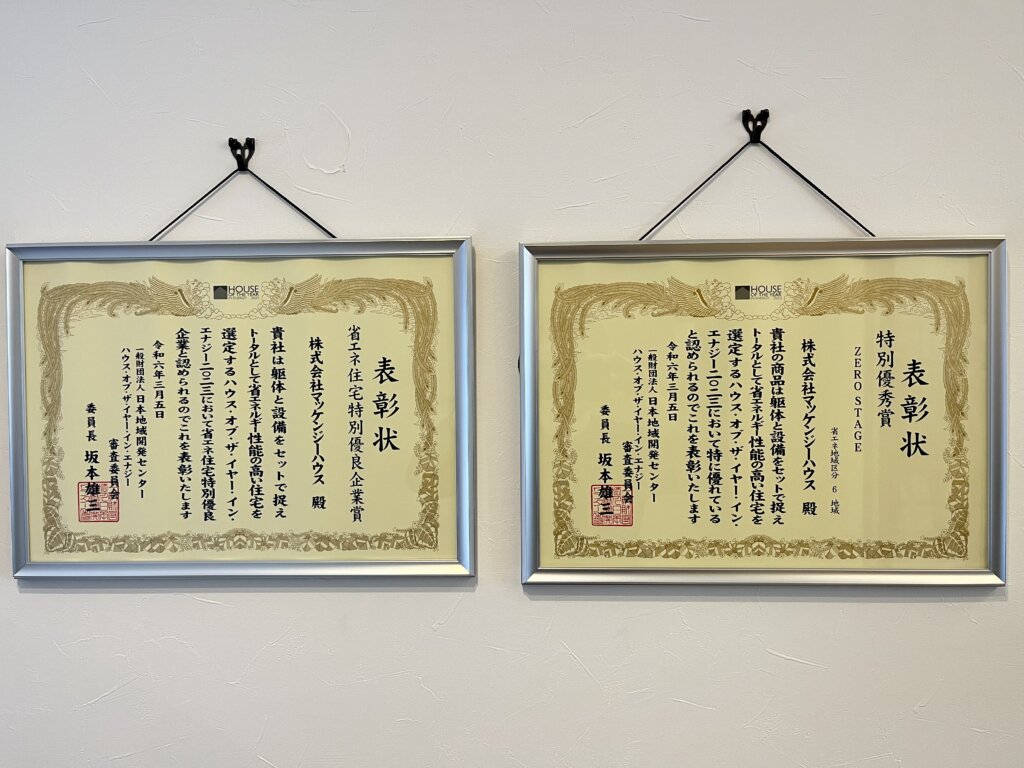 HOUSE
OF THE YEAR
表彰状
省エネ住宅特別優良企業賞
株式会社マッケンジーハウス 殿
貴社は躯体と設備をセットで捉え
トータルとして省エネルギー性能の高い住宅を
選定するハウス・オブ・ザ・イヤー・イン・
エナジー二〇二三において省エネ住宅特別優良
企業と認められるのでこれを表彰いたします
令和六年三月五日
一般財団法人 日本地域開発センター
ハウス・オブ・ザ・イヤー・イン・エナジー
審査委員会
委員長 坂本雄三
HOUSE
OF THE YEAR
表彰状
特別優秀賞
ZERO STAGE
省エネ地域区分 6 地域
株式会社マッケンジーハウス 殿
貴社の商品は躯体と設備をセットで捉え
トータルとして省エネルギー性能の高い住宅を
選定するハウス・オブ・ザ・イヤー・イン・
エナジー二〇二三において特に優れている
と認められるのでこれを表彰いたします
令和六年三月五日
一般財団法人 日本地域開発センター
ハウス・オブ・ザ・イヤー・イン・エナジー
審査委員会
委員長 坂本雄三